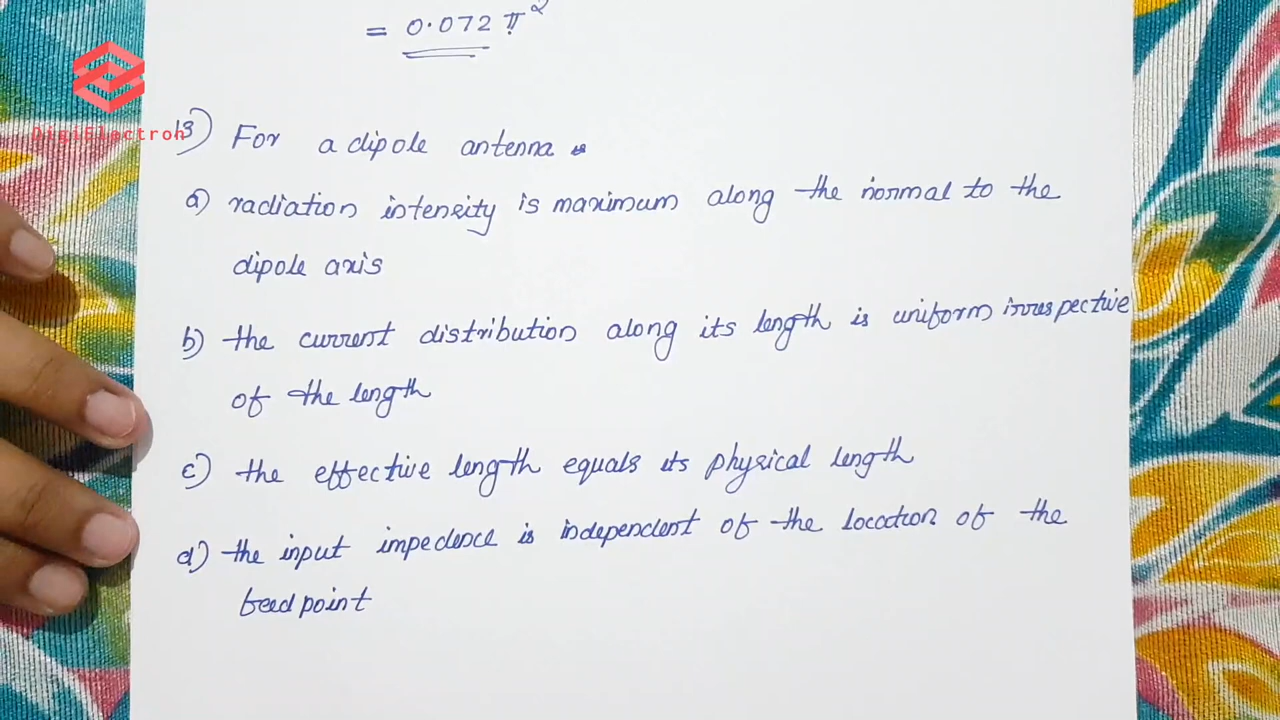 = 0.072 π²
DigiElectron
13) For a dipole antenna
a) radiation intensity is maximum along the normal to the
dipole axis
b) the current distribution along its length is uniform irrespective
of the length
c) the effective length equals its physical length
d) the input impedence is independent of the location of the
feed point